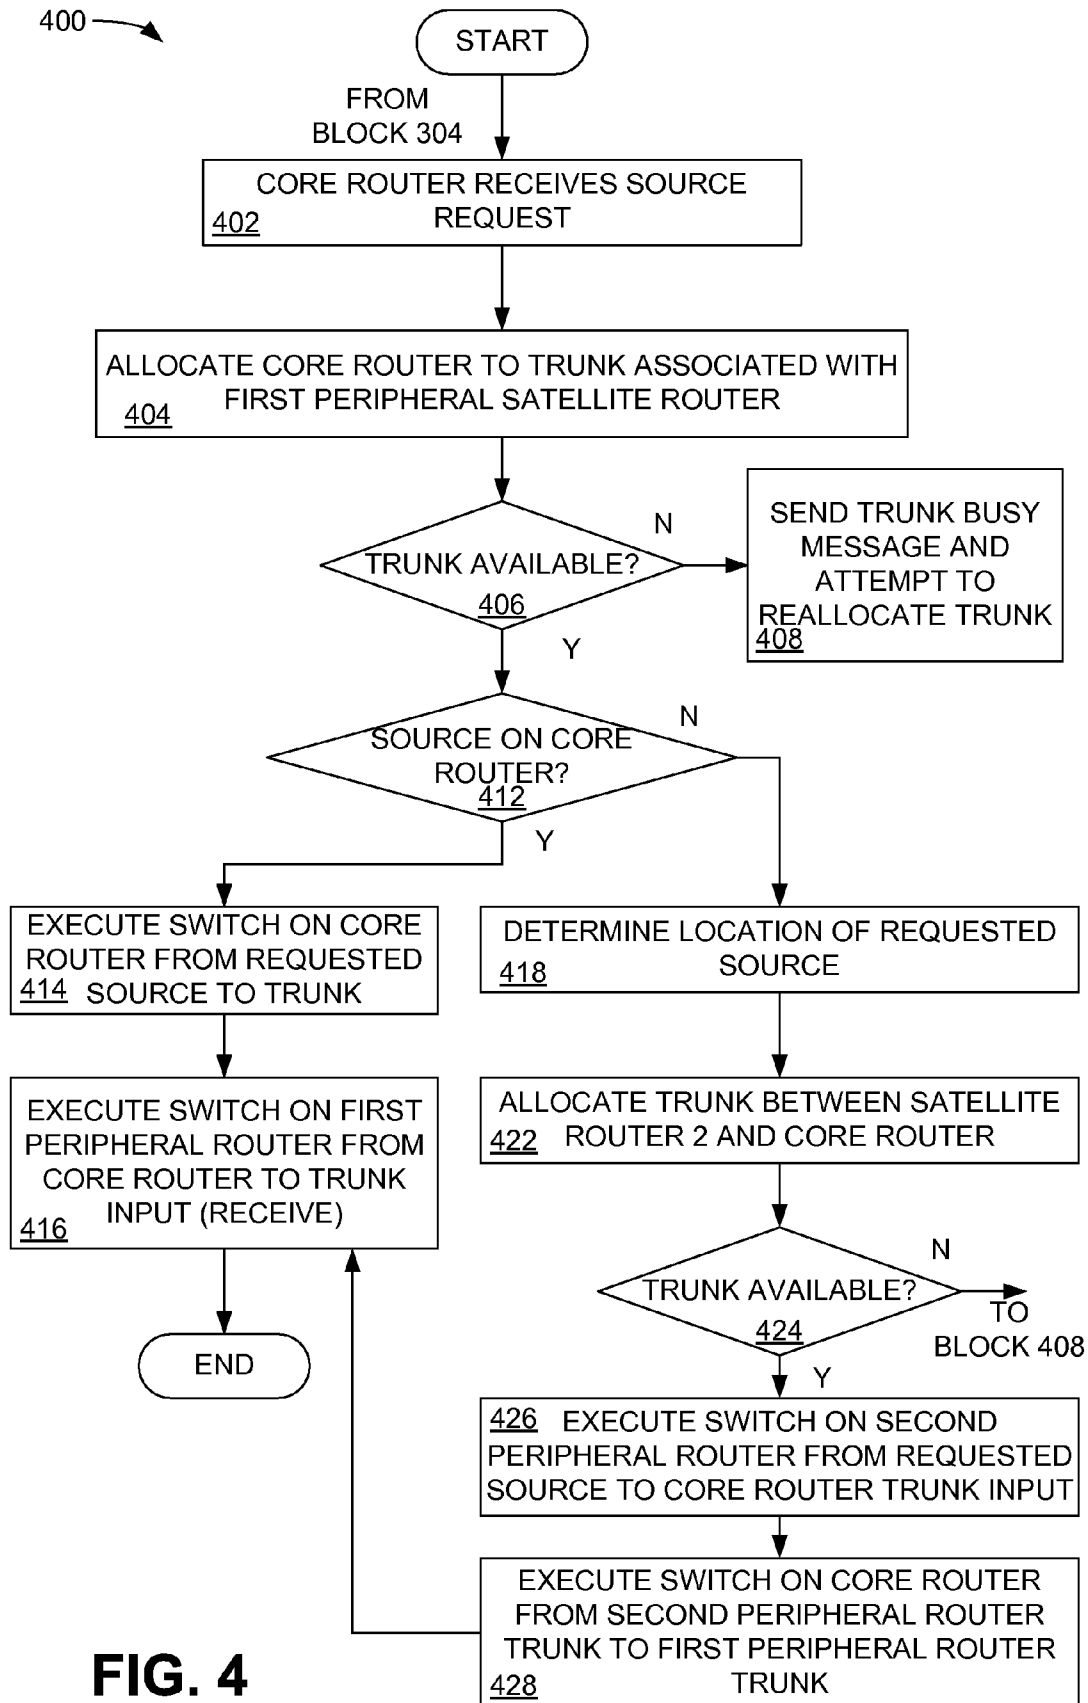 400
START
FROM
BLOCK 304
CORE ROUTER RECEIVES SOURCE
REQUEST
402
ALLOCATE CORE ROUTER TO TRUNK ASSOCIATED WITH
FIRST PERIPHERAL SATELLITE ROUTER
404
TRUNK AVAILABLE?
406
N
Y
SEND TRUNK BUSY
MESSAGE AND
ATTEMPT TO
REALLOCATE TRUNK
408
SOURCE ON CORE
ROUTER?
412
N
Y
EXECUTE SWITCH ON CORE
ROUTER FROM REQUESTED
414 SOURCE TO TRUNK
EXECUTE SWITCH ON FIRST
PERIPHERAL ROUTER FROM
CORE ROUTER TO TRUNK
INPUT (RECEIVE)
416
END
DETERMINE LOCATION OF REQUESTED
SOURCE
418
ALLOCATE TRUNK BETWEEN SATELLITE
422 ROUTER 2 AND CORE ROUTER
TRUNK AVAILABLE?
424
N
TO
BLOCK 408
Y
426 EXECUTE SWITCH ON SECOND
PERIPHERAL ROUTER FROM REQUESTED
SOURCE TO CORE ROUTER TRUNK INPUT
EXECUTE SWITCH ON CORE ROUTER
FROM SECOND PERIPHERAL ROUTER
TRUNK TO FIRST PERIPHERAL ROUTER
428 TRUNK
FIG. 4